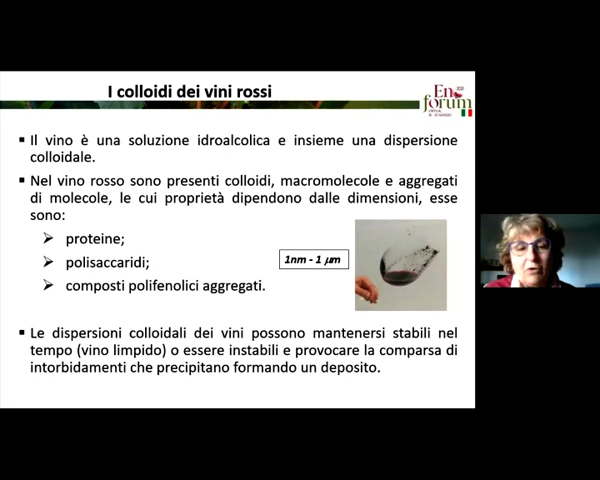 I colloidi dei vini rossi
En
2021
forum
▪ Il vino è una soluzione idroalcolica e insieme una dispersione
colloidale.
▪ Nel vino rosso sono presenti colloidi, macromolecole e aggregati
di molecole, le cui proprietà dipendono dalle dimensioni, esse
sono:
➢ proteine;
➢ polisaccaridi;
➢ composti polifenolici aggregati.
1nm - 1 µm
▪ Le dispersioni colloidali dei vini possono mantenersi stabili nel
tempo (vino limpido) o essere instabili e provocare la comparsa di
intorbidamenti che precipitano formando un deposito.